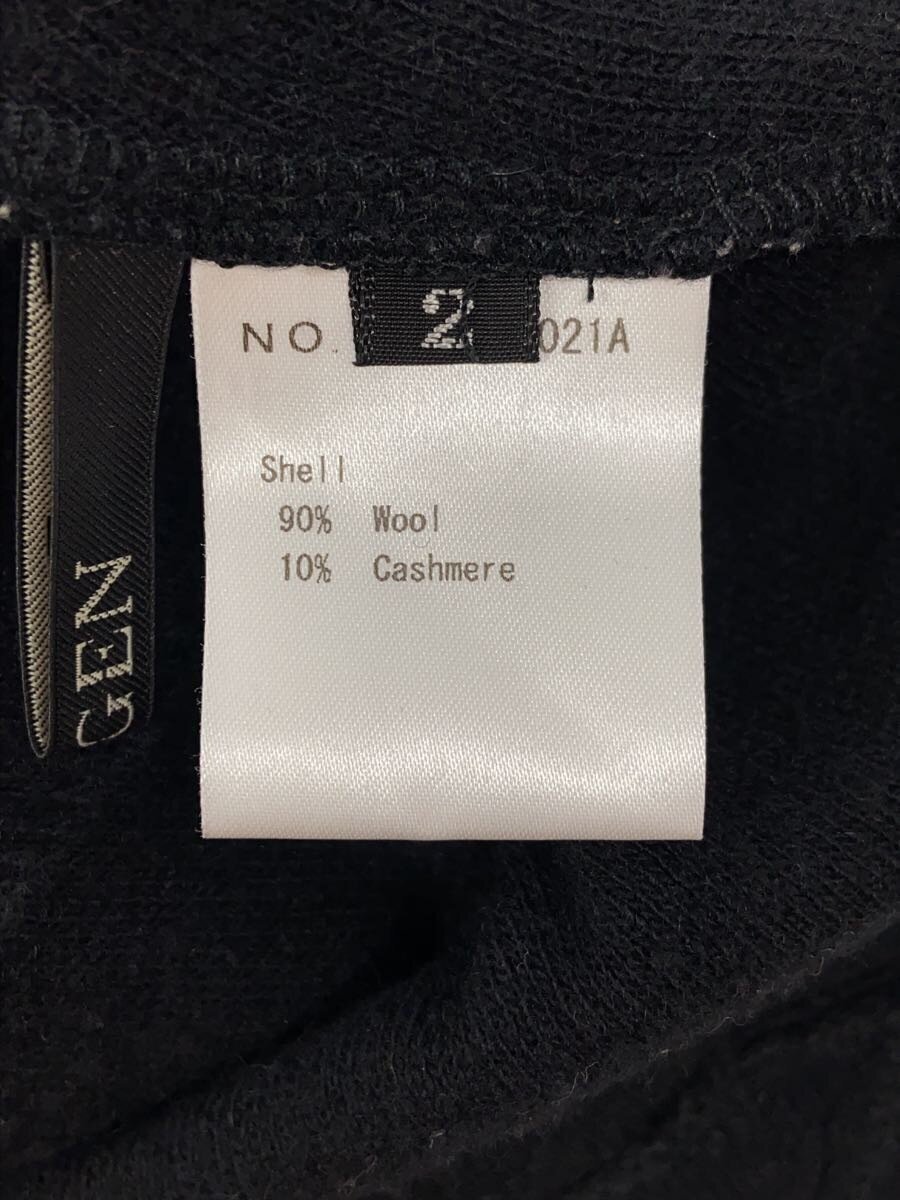 NO. 2 021A
Shell
90% Wool
10% Cashmere
GEN